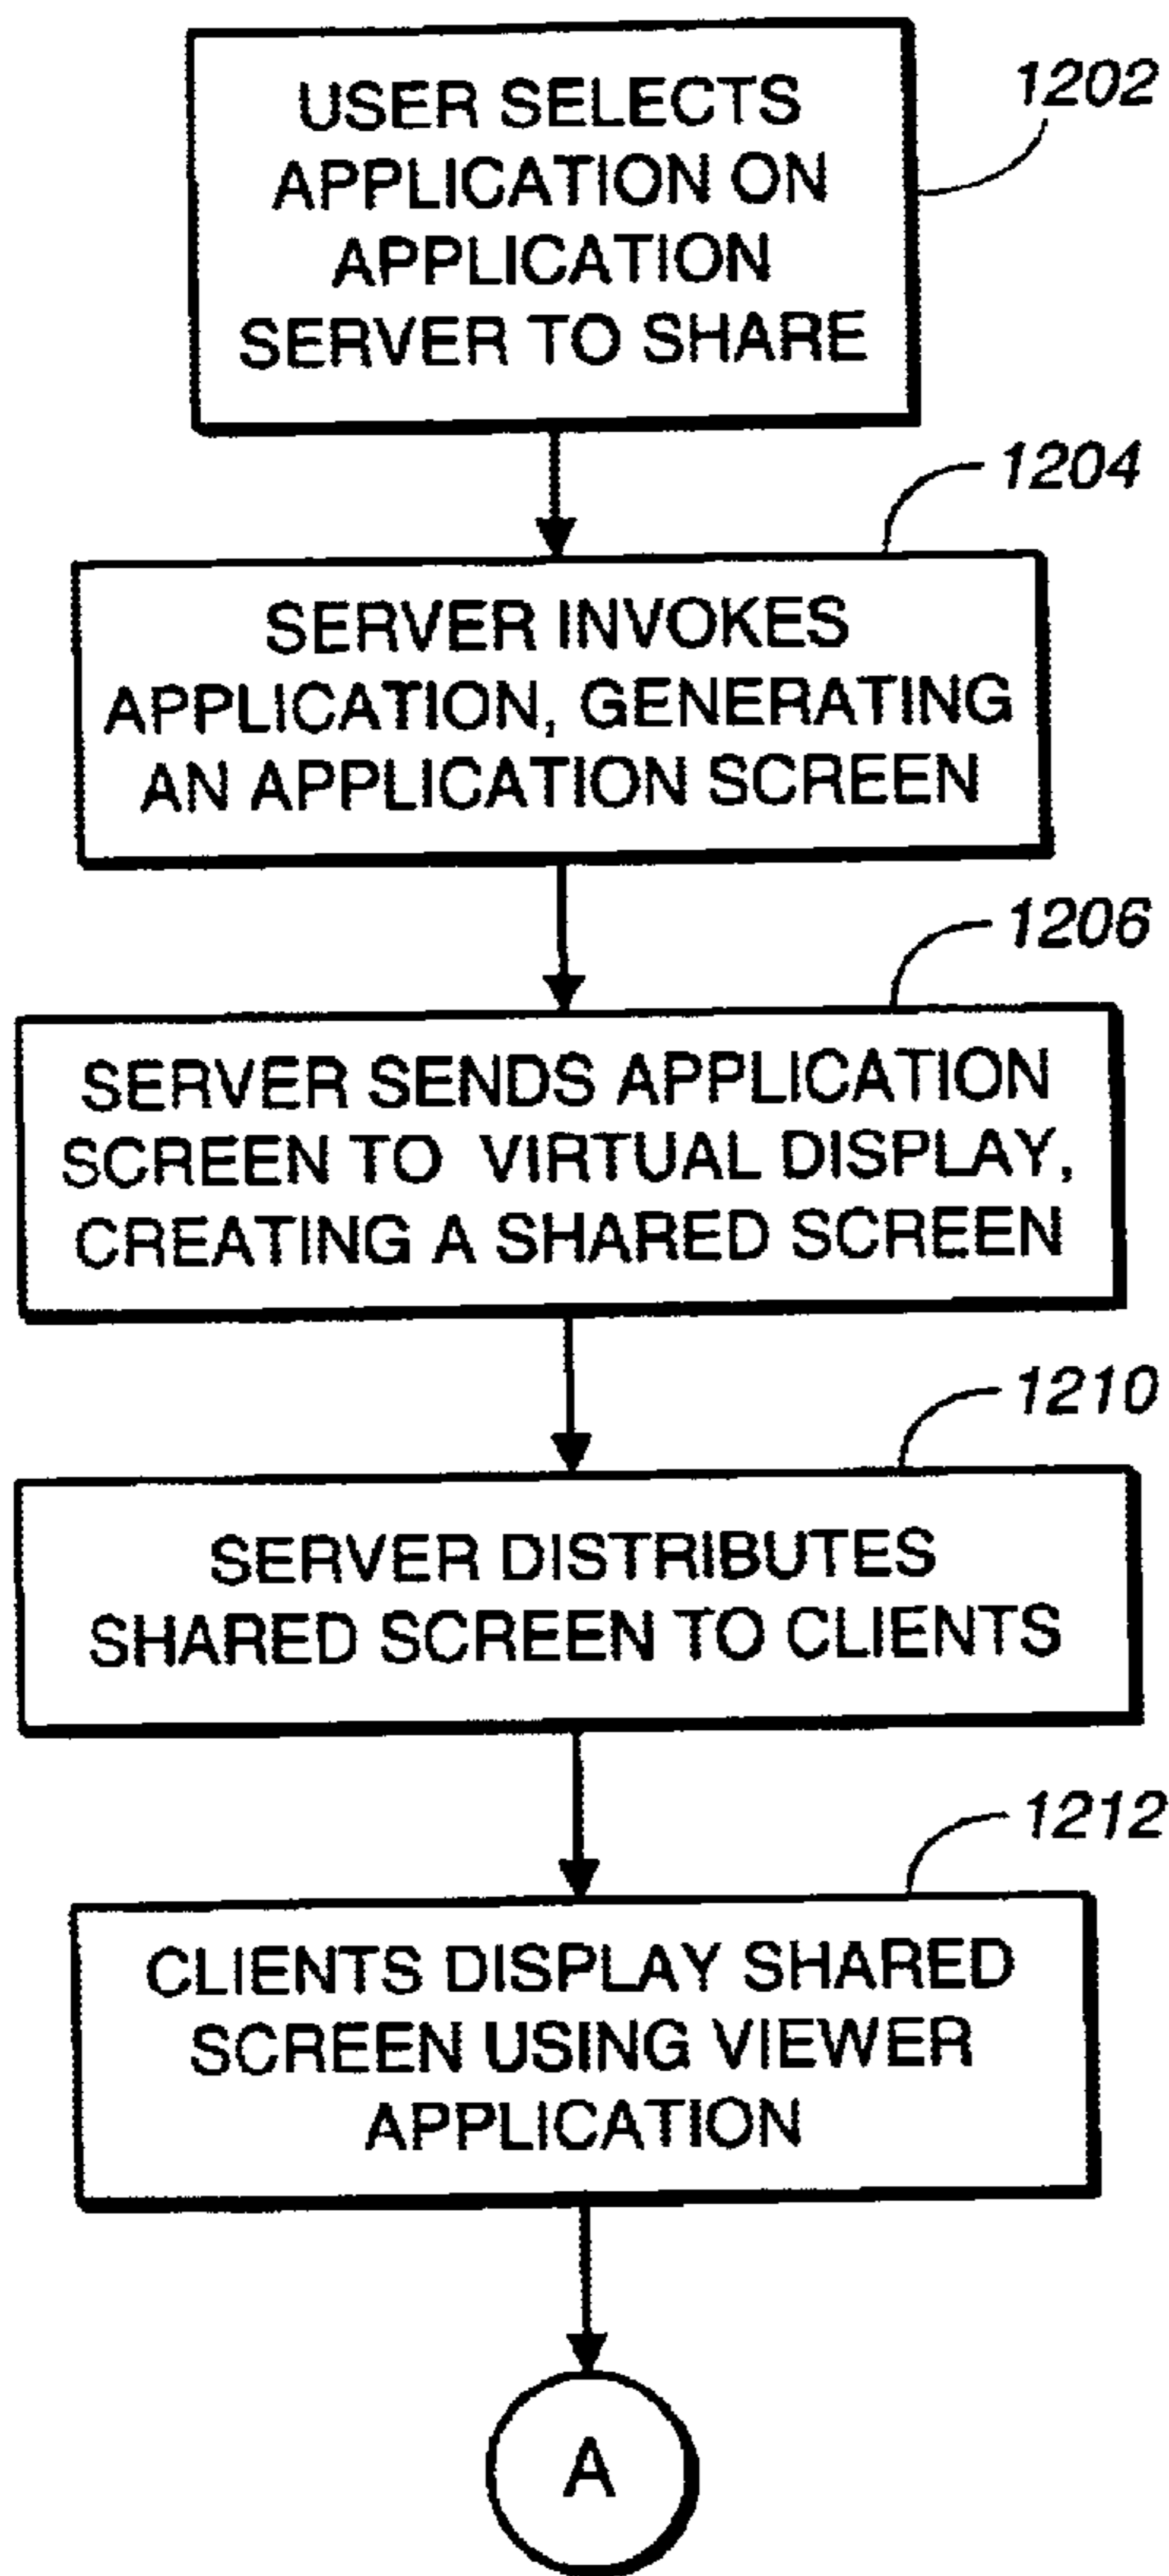 USER SELECTS
APPLICATION ON
APPLICATION
SERVER TO SHARE
1202
SERVER INVOKES
APPLICATION, GENERATING
AN APPLICATION SCREEN
1204
SERVER SENDS APPLICATION
SCREEN TO VIRTUAL DISPLAY,
CREATING A SHARED SCREEN
1206
SERVER DISTRIBUTES
SHARED SCREEN TO CLIENTS
1210
CLIENTS DISPLAY SHARED
SCREEN USING VIEWER
APPLICATION
1212
A